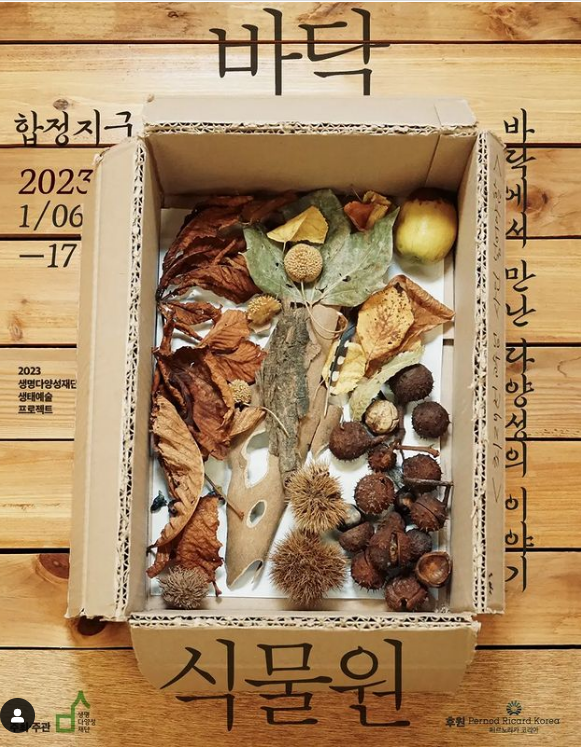 바닥
합정지구
2023
1/06
—17
2023
생명다양성재단
생태예술
프로젝트
바닥에서 만난 다양성의 이야기
식물원
주관
생명
다양성
재단
후원 Pernod Ricard Korea
페르노리카 코리아